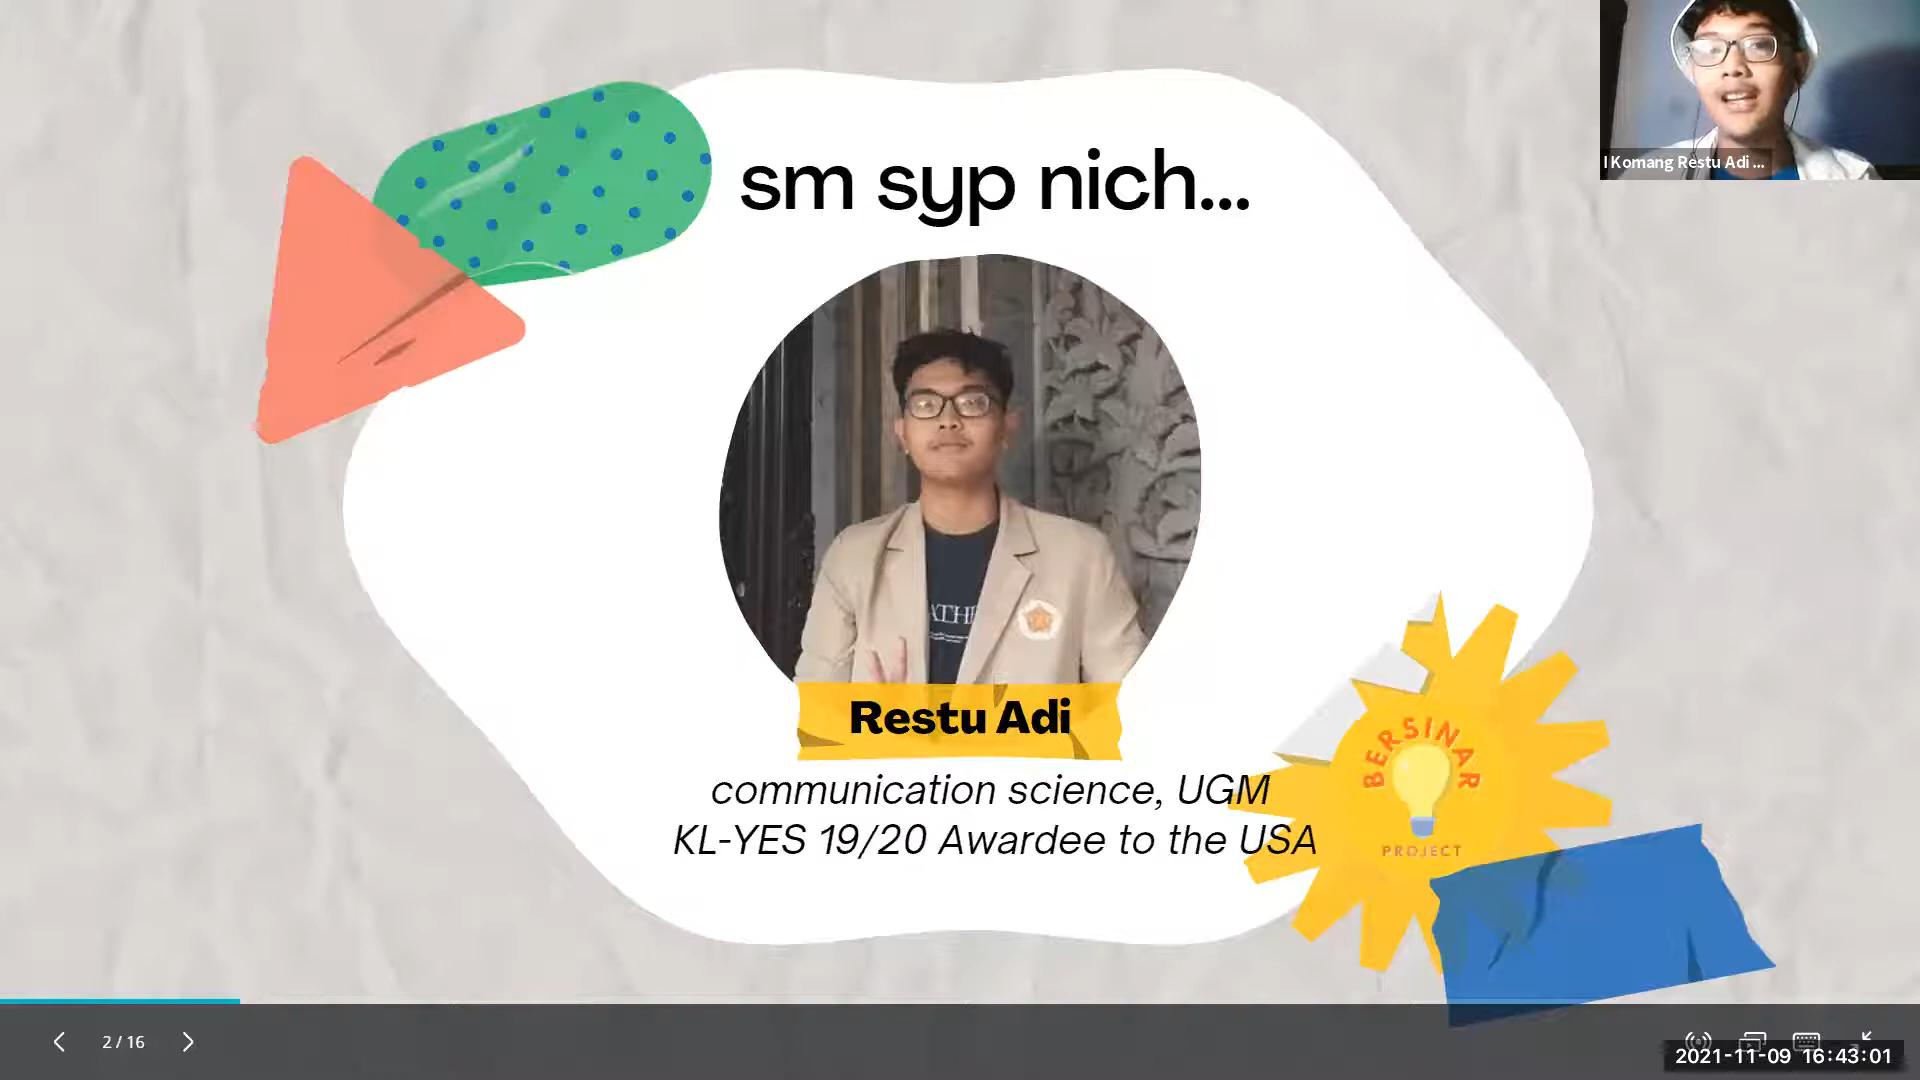 sm syp nich...
I Komang Restu Adi ...
Restu Adi
communication science, UGM
KL-YES 19/20 Awardee to the USA
BERSINAR
PROJECT
2 / 16
2021-11-09 16:43:01